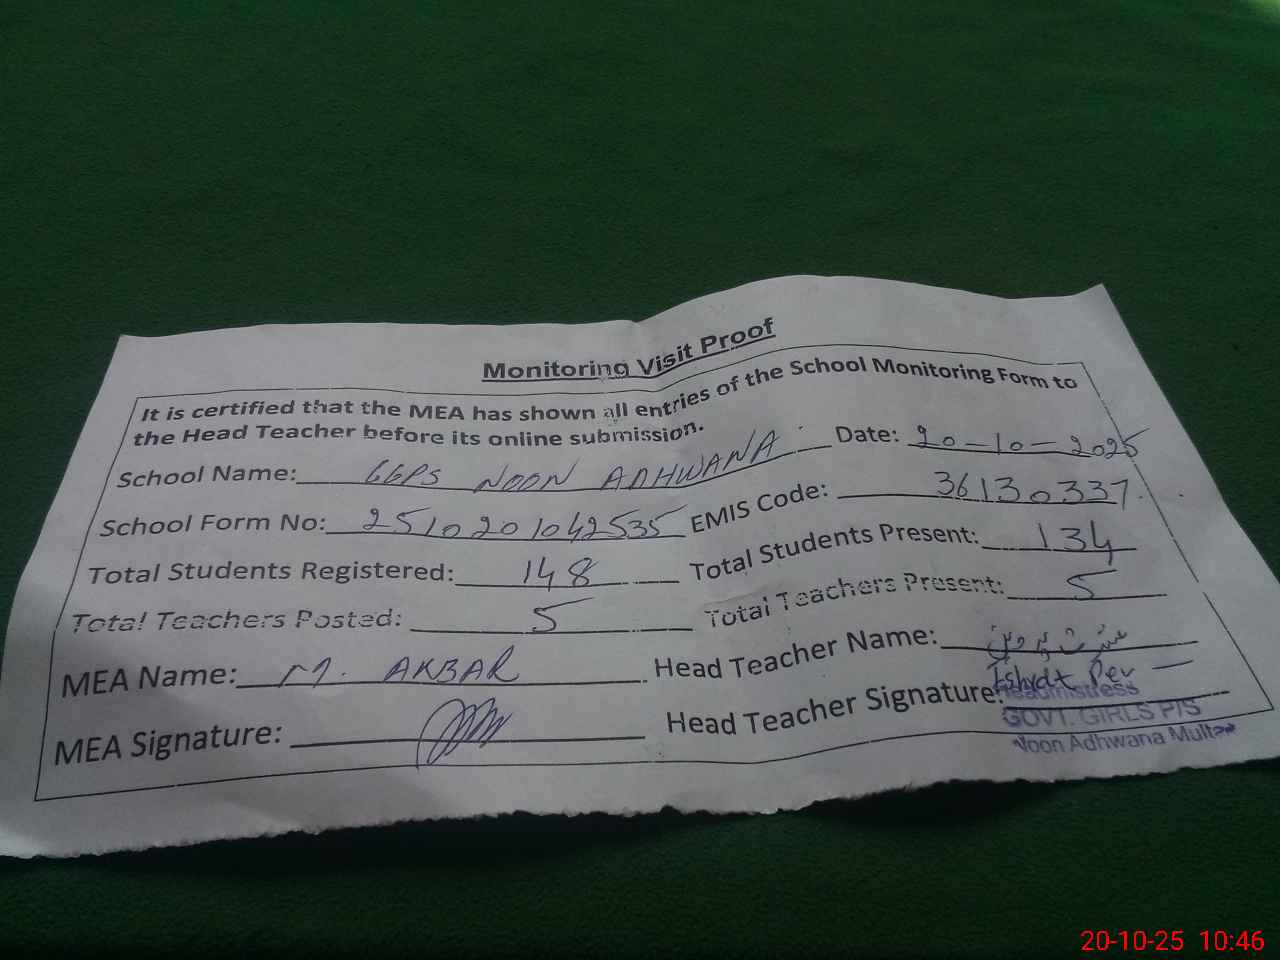 Monitoring Visit Proof
It is certified that the MEA has shown all entries of the School Monitoring Form to
the Head Teacher before its online submission.
School Name: GGPS NOON ADHWANA Date: 20-10-2025
School Form No: 2510201042535 EMIS Code: 36130337
Total Students Registered: 148 Total Students Present: 134
Total Teachers Posted: 5 Total Teachers Present: 5
MEA Name: M. AKBAR Head Teacher Name: عشرت پروین
MEA Signature: Head Teacher Signature: Ishrat Per
Headmistress
GOVT. GIRLS P/S
Noon Adhwana Multan
20-10-25 10:46